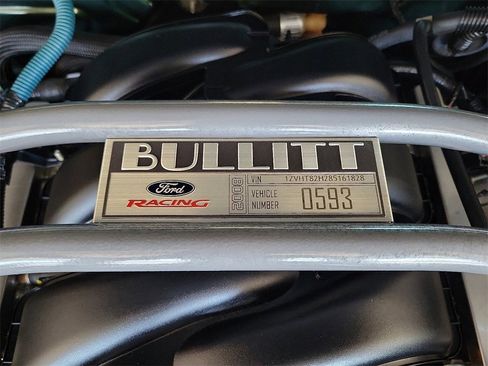 BULLITT
Ford
RACING
2008
VIN 1ZVHT82H285161828
VEHICLE NUMBER 0593